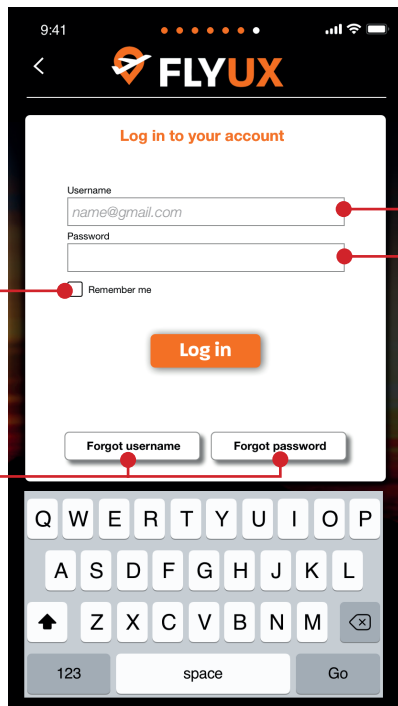 9:41
FLYUX
Log in to your account
Username
name@gmail.com
Password
Remember me
Log in
Forgot username Forgot password
Q W E R T Y U I O P
A S D F G H J K L
Z X C V B N M
123 space Go